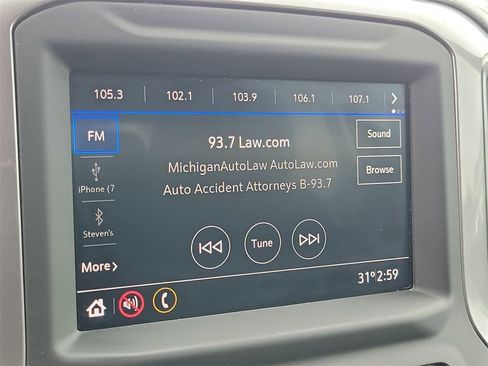 105.3 102.1 103.9 106.1 107.1 >
FM
93.7 Law.com
Sound
MichiganAutoLaw AutoLaw.com
iPhone (7
Auto Accident Attorneys B-93.7
Browse
Steven's
Tune
More >
31° 2:59